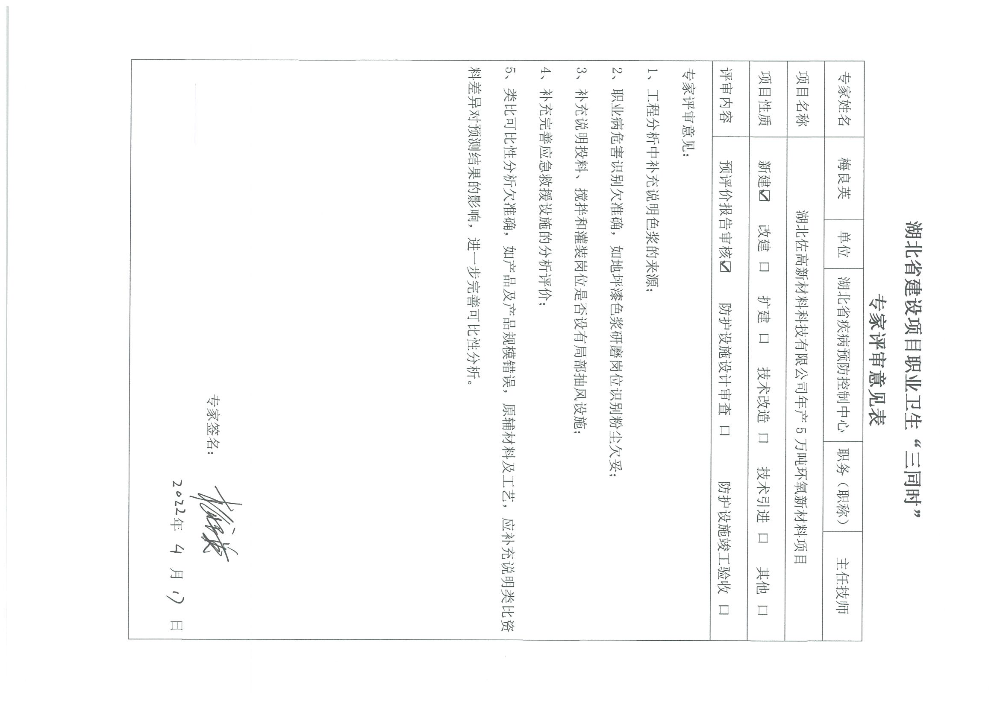 湖北省建设项目职业卫生“三同时”
专家评审意见表
专家姓名 梅良英 单位 湖北省疾病预防控制中心 职务（职称） 主任技师
项目名称 湖北佐高新材料科技有限公司年产 5 万吨环氧新材料项目
项目性质 新建☑ 改建 □ 扩建 □ 技术改造 □ 技术引进 □ 其他 □
评审内容 预评价报告审核☑ 防护设施设计审查 □ 防护设施竣工验收 □
专家评审意见：
1、工程分析中补充说明色浆的来源；
2、职业病危害识别欠准确，如地坪漆色浆研磨岗位识别粉尘欠妥；
3、补充说明投料、搅拌和灌装岗位是否设有局部抽风设施；
4、补充完善应急救援设施的分析评价；
5、类比可比性分析欠准确，如产品及产品规模错误，原辅材料及工艺，应补充说明类比资
料差异对预测结果的影响，进一步完善可比性分析。
专家签名：梅良英
2022年 4 月 17 日